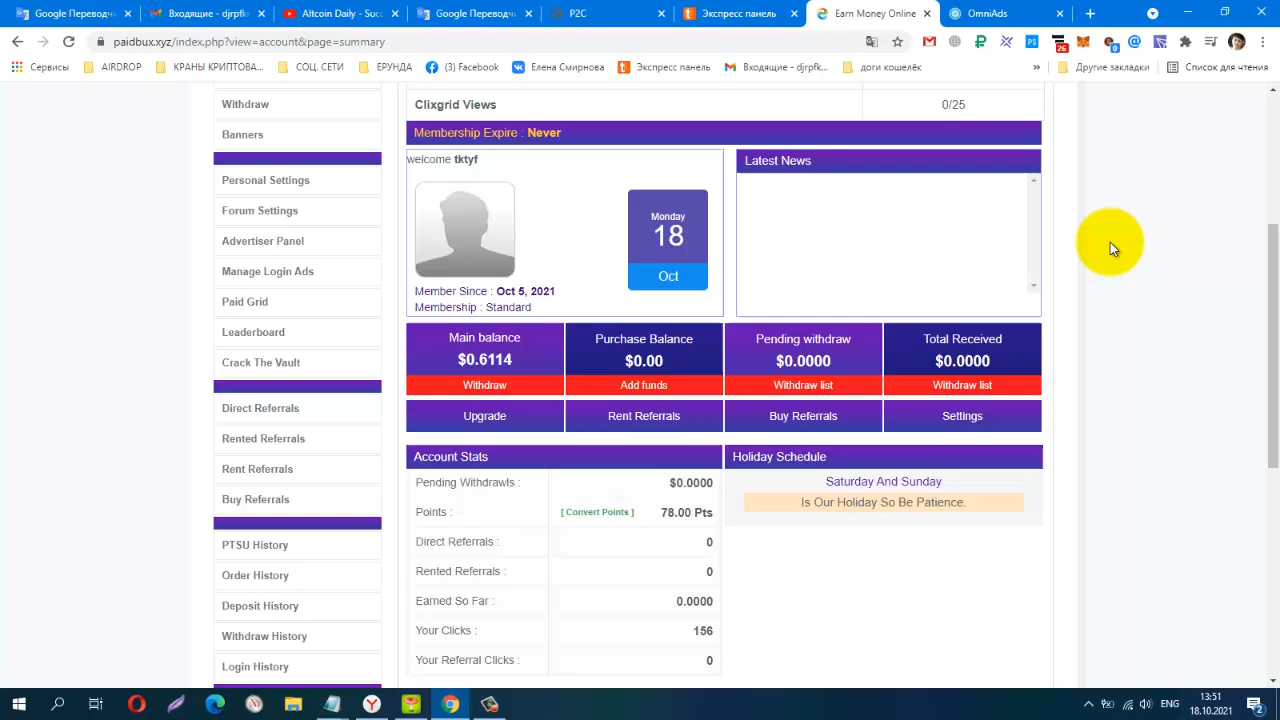 Google Переводч
Входящие – djrpfk
Altcoin Daily - Succ
Google Переводч
P2C
Экспресс панель
Earn Money Online
OmniAds
paidbux.xyz/index.php?view=account&page=summary
Сервисы
AIRDROP
КРАНЫ КРИПТОВА...
СОЦ. СЕТИ
ЕРУНДА
(3) Facebook
Елена Смирнова
Экспресс панель
Входящие – djrpfk...
доги кошелёк
»
Другие закладки
Список для чтения
Withdraw
Banners
Personal Settings
Forum Settings
Advertiser Panel
Manage Login Ads
Paid Grid
Leaderboard
Crack The Vault
Direct Referrals
Rented Referrals
Rent Referrals
Buy Referrals
PTSU History
Order History
Deposit History
Withdraw History
Login History
Clixgrid Views 0/25
Membership Expire : Never
welcome tktyf
Monday
18
Oct
Member Since : Oct 5, 2021
Membership : Standard
Latest News
Main balance
$0.6114
Withdraw
Purchase Balance
$0.00
Add funds
Pending withdraw
$0.0000
Withdraw list
Total Received
$0.0000
Withdraw list
Upgrade
Rent Referrals
Buy Referrals
Settings
Account Stats
Pending Withdrawls : $0.0000
Points : [ Convert Points ] 78.00 Pts
Direct Referrals : 0
Rented Referrals : 0
Earned So Far : 0.0000
Your Clicks : 156
Your Referral Clicks : 0
Holiday Schedule
Saturday And Sunday
Is Our Holiday So Be Patience.
ENG
13:51
18.10.2021